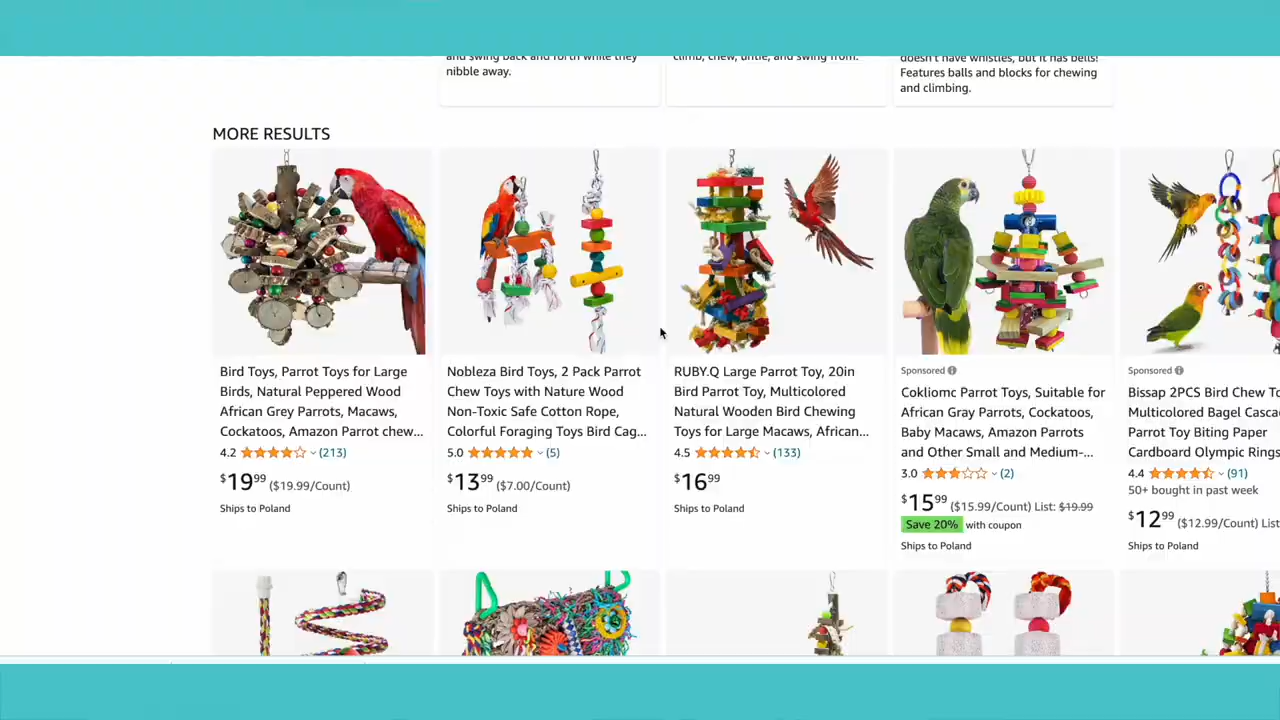 and swing back and forth while they
nibble away.
climb, chew, untie, and swing from.
doesn't have whistles, but it has bells!
Features balls and blocks for chewing
and climbing.
MORE RESULTS
Bird Toys, Parrot Toys for Large
Birds, Natural Peppered Wood
African Grey Parrots, Macaws,
Cockatoos, Amazon Parrot chew...
4.2 (213)
$19.99 ($19.99/Count)
Ships to Poland
Nobleza Bird Toys, 2 Pack Parrot
Chew Toys with Nature Wood
Non-Toxic Safe Cotton Rope,
Colorful Foraging Toys Bird Cag...
5.0 (5)
$13.99 ($7.00/Count)
Ships to Poland
RUBY.Q Large Parrot Toy, 20in
Bird Parrot Toy, Multicolored
Natural Wooden Bird Chewing
Toys for Large Macaws, African...
4.5 (133)
$16.99
Ships to Poland
Sponsored
Cokliomc Parrot Toys, Suitable for
African Gray Parrots, Cockatoos,
Baby Macaws, Amazon Parrots
and Other Small and Medium-...
3.0 (2)
$15.99 ($15.99/Count) List: $19.99
Save 20% with coupon
Ships to Poland
Sponsored
Bissap 2PCS Bird Chew To
Multicolored Bagel Casca
Parrot Toy Biting Paper
Cardboard Olympic Rings
4.4 (91)
50+ bought in past week
$12.99 ($12.99/Count) List
Ships to Poland